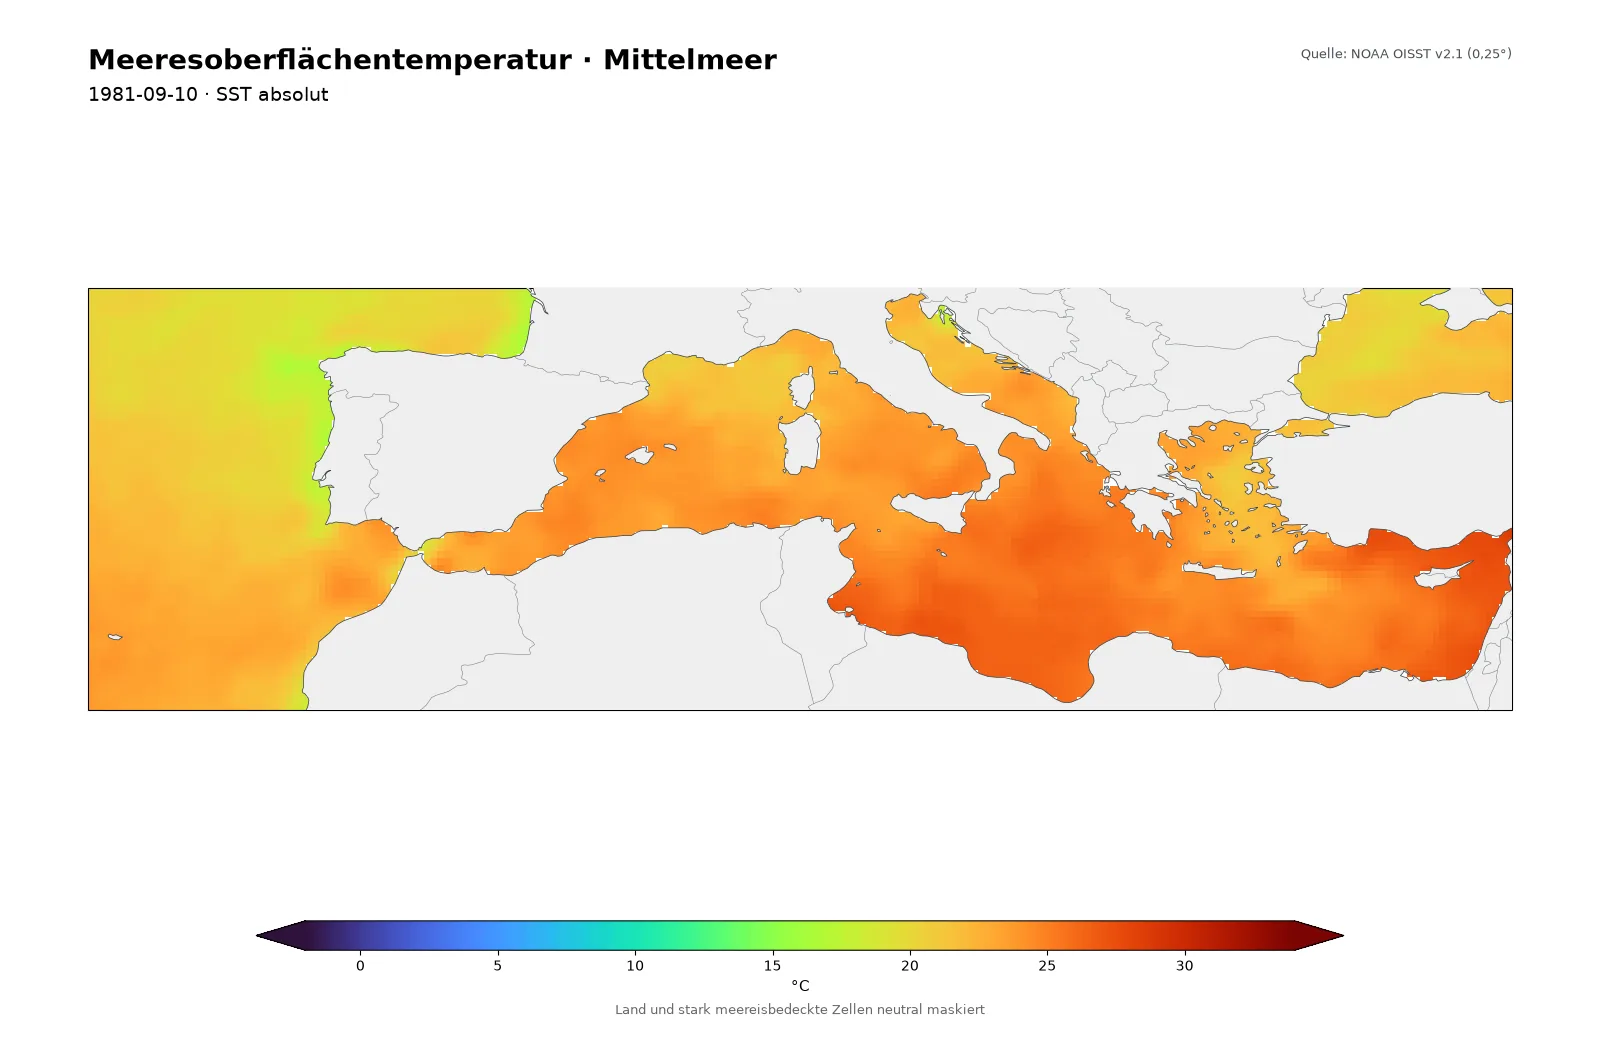 Meeresoberflächentemperatur · Mittelmeer
Quelle: NOAA OISST v2.1 (0,25°)
1981-09-10 · SST absolut
0 5 10 15 20 25 30
°C
Land und stark meereisbedeckte Zellen neutral maskiert